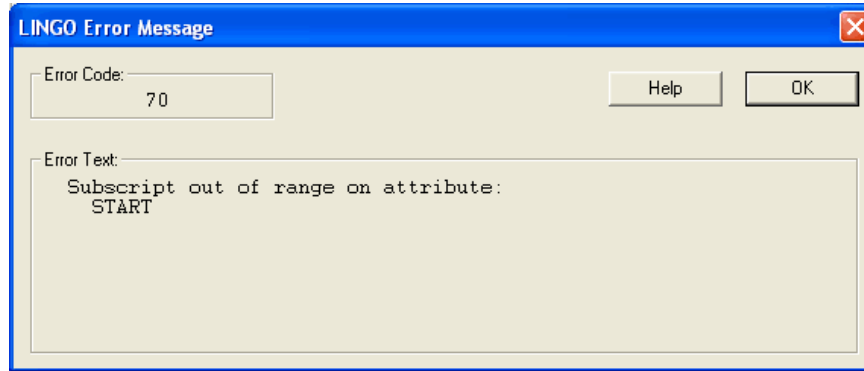 LINGO Error Message
Error Code:
70
Help
OK
Error Text:
Subscript out of range on attribute:
START